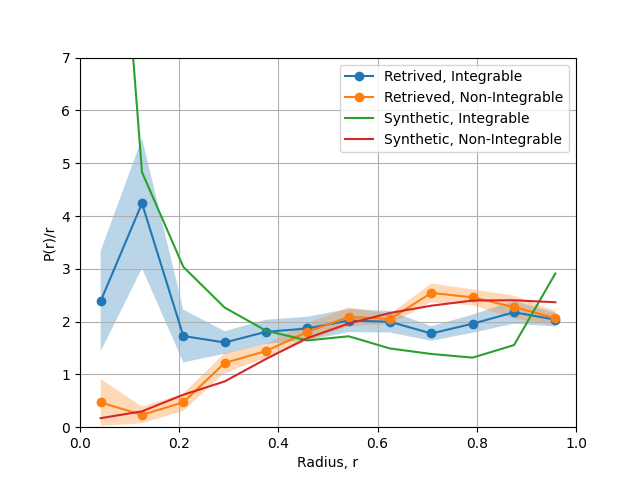 7
6
5
4
3
2
1
0
P(r)/r
Retrived, Integrable
Retrieved, Non-Integrable
Synthetic, Integrable
Synthetic, Non-Integrable
0.0 0.2 0.4 0.6 0.8 1.0
Radius, r